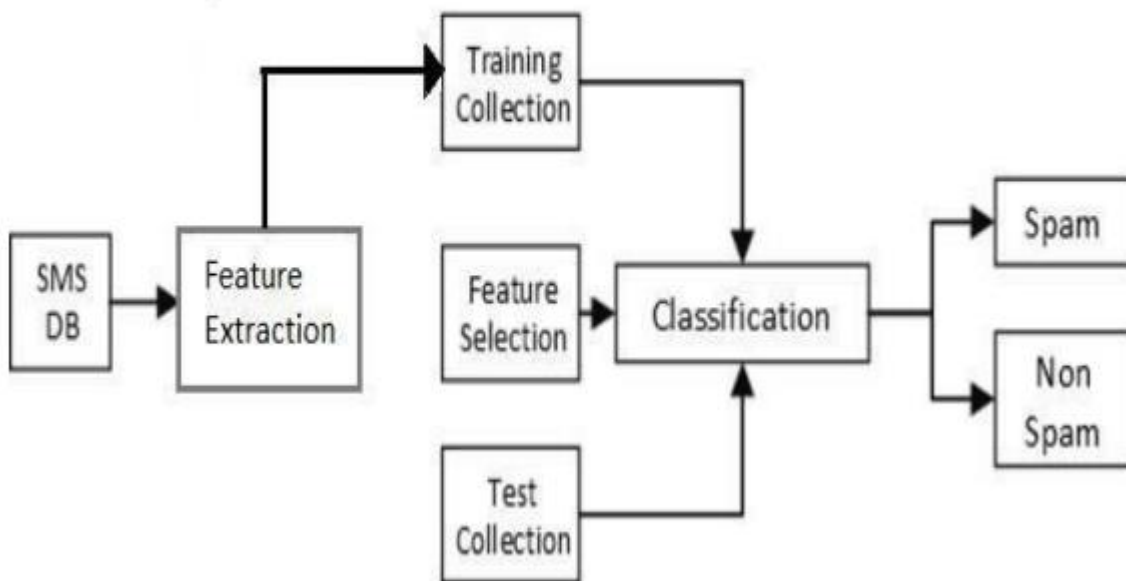 Training
Collection
SMS
DB
Feature
Extraction
Feature
Selection
Classification
Spam
Non
Spam
Test
Collection